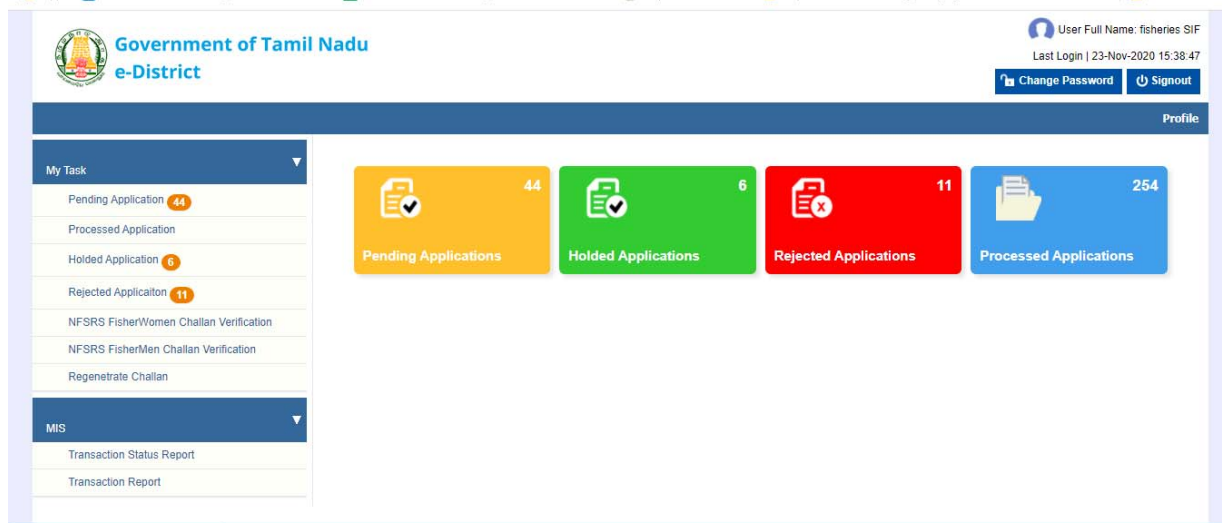 Government of Tamil Nadu
e-District
User Full Name: fisheries SIF
Last Login | 23-Nov-2020 15:38:47
Change Password
Signout
Profile
My Task
Pending Application 44
Processed Application
Holded Application 6
Rejected Applicaiton 11
NFSRS FisherWomen Challan Verification
NFSRS FisherMen Challan Verification
Regenetrate Challan
MIS
Transaction Status Report
Transaction Report
44
Pending Applications
6
Holded Applications
11
Rejected Applications
254
Processed Applications